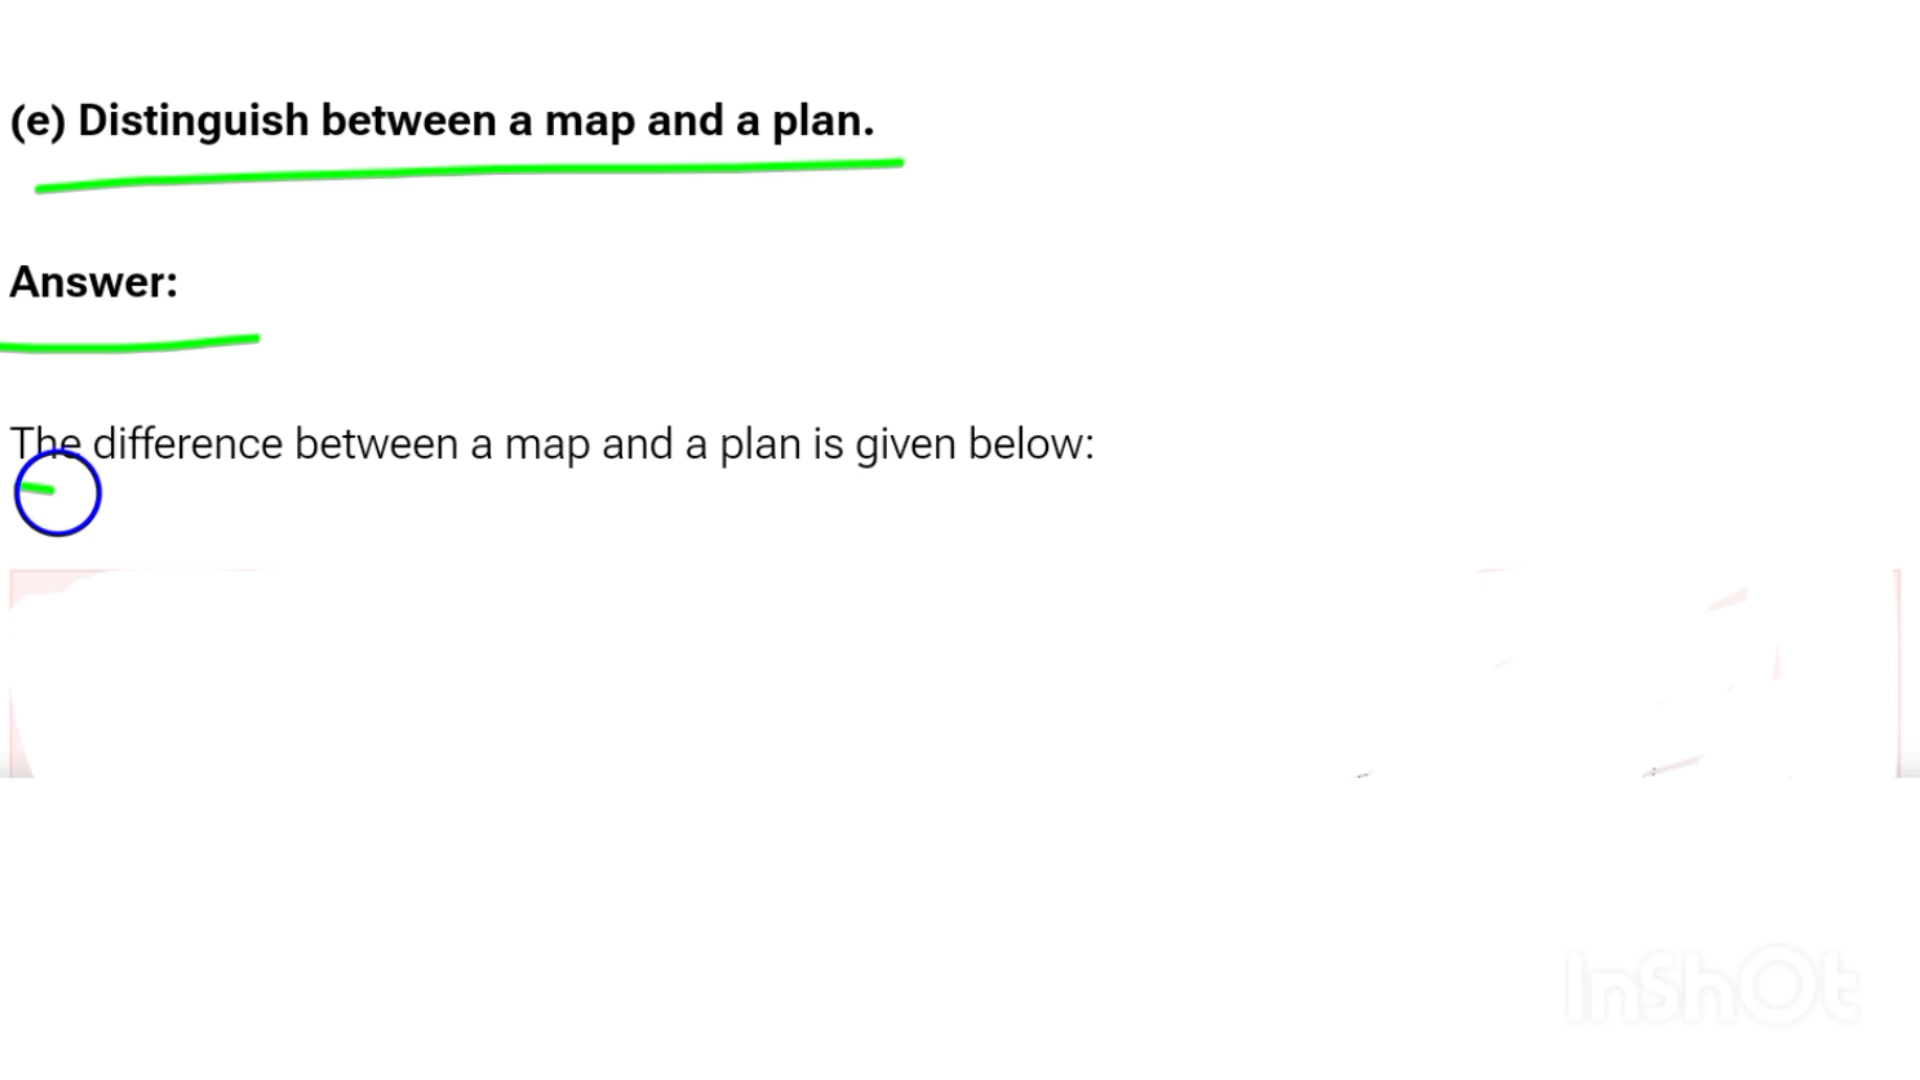 (e) Distinguish between a map and a plan.
Answer:
The difference between a map and a plan is given below:
InShOt